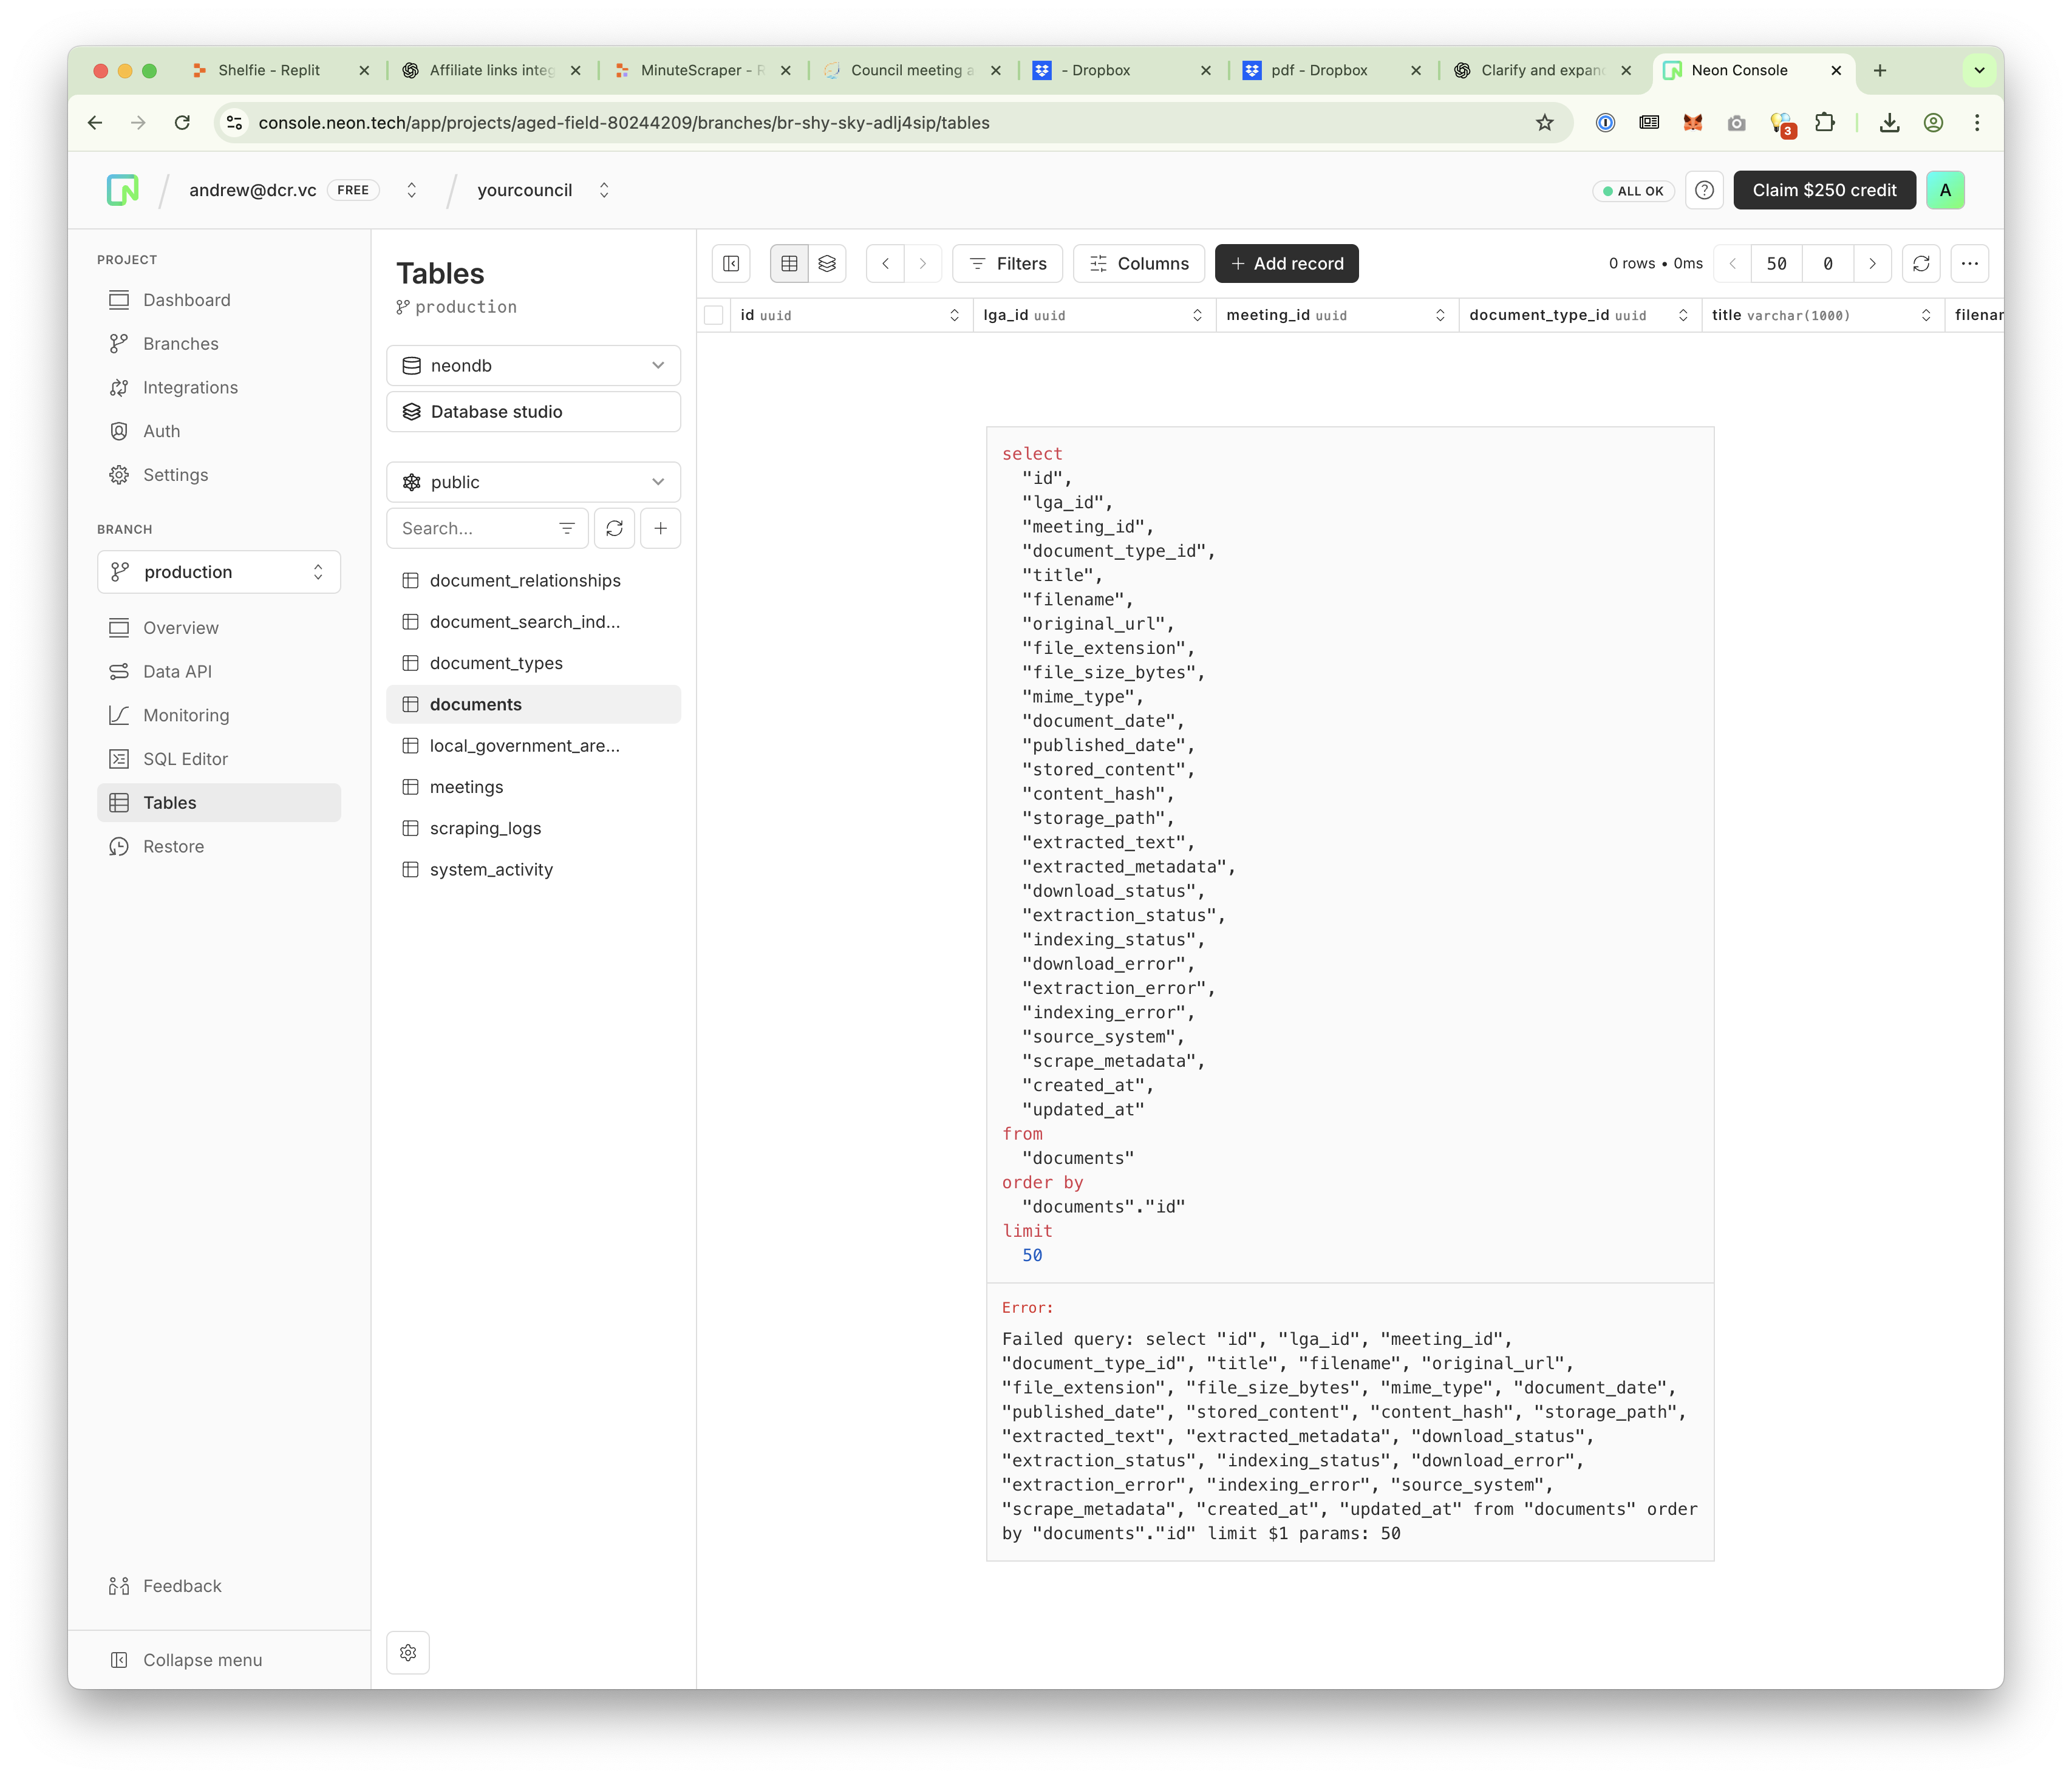 Shelfie - Replit
Affiliate links integ
MinuteScraper - R
Council meeting a
- Dropbox
pdf - Dropbox
Clarify and expand
Neon Console
console.neon.tech/app/projects/aged-field-80244209/branches/br-shy-sky-adlj4sip/tables
3
andrew@dcr.vc FREE
yourcouncil
ALL OK
Claim $250 credit
A
PROJECT
Dashboard
Branches
Integrations
Auth
Settings
BRANCH
production
Overview
Data API
Monitoring
SQL Editor
Tables
Restore
Feedback
Collapse menu
Tables
production
neondb
Database studio
public
Search...
document_relationships
document_search_ind...
document_types
documents
local_government_are...
meetings
scraping_logs
system_activity
Filters
Columns
Add record
0 rows • 0ms
50
0
id uuid
lga_id uuid
meeting_id uuid
document_type_id uuid
title varchar(1000)
filenar
select
"id",
"lga_id",
"meeting_id",
"document_type_id",
"title",
"filename",
"original_url",
"file_extension",
"file_size_bytes",
"mime_type",
"document_date",
"published_date",
"stored_content",
"content_hash",
"storage_path",
"extracted_text",
"extracted_metadata",
"download_status",
"extraction_status",
"indexing_status",
"download_error",
"extraction_error",
"indexing_error",
"source_system",
"scrape_metadata",
"created_at",
"updated_at"
from
"documents"
order by
"documents"."id"
limit
50
Error:
Failed query: select "id", "lga_id", "meeting_id",
"document_type_id", "title", "filename", "original_url",
"file_extension", "file_size_bytes", "mime_type", "document_date",
"published_date", "stored_content", "content_hash", "storage_path",
"extracted_text", "extracted_metadata", "download_status",
"extraction_status", "indexing_status", "download_error",
"extraction_error", "indexing_error", "source_system",
"scrape_metadata", "created_at", "updated_at" from "documents" order
by "documents"."id" limit $1 params: 50